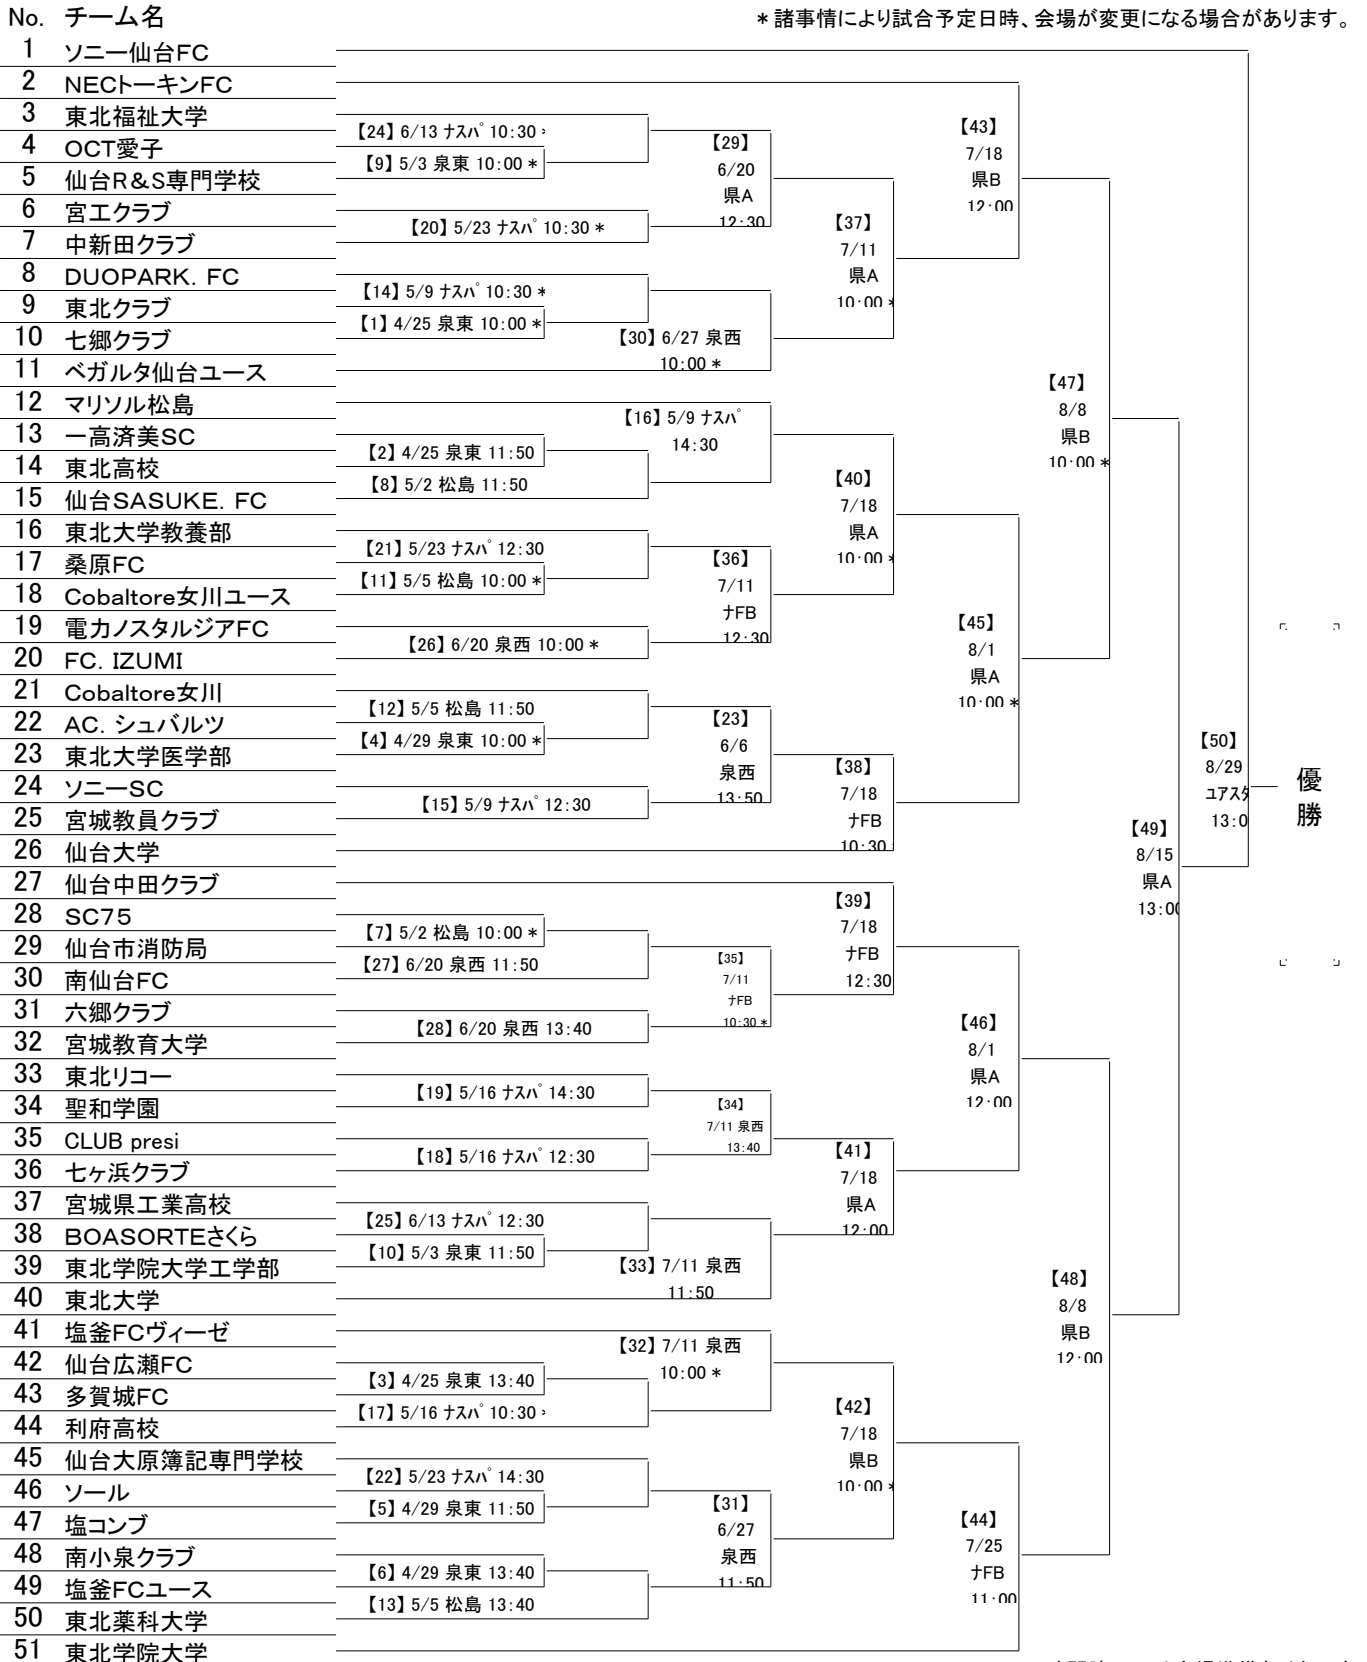 No. チーム名
*諸事情により試合予定日時、会場が変更になる場合があります。
1 ソニー仙台FC
2 NECトーキンFC
3 東北福祉大学
4 OCT愛子
5 仙台R&S専門学校
6 宮工クラブ
7 中新田クラブ
8 DUOPARK. FC
9 東北クラブ
10 七郷クラブ
11 ベガルタ仙台ユース
12 マリソル松島
13 一高済美SC
14 東北高校
15 仙台SASUKE. FC
16 東北大学教養部
17 桑原FC
18 Cobaltore女川ユース
19 電力ノスタルジアFC
20 FC. IZUMI
21 Cobaltore女川
22 AC. シュバルツ
23 東北大学医学部
24 ソニーSC
25 宮城教員クラブ
26 仙台大学
27 仙台中田クラブ
28 SC75
29 仙台市消防局
30 南仙台FC
31 六郷クラブ
32 宮城教育大学
33 東北リコー
34 聖和学園
35 CLUB presi
36 七ヶ浜クラブ
37 宮城県工業高校
38 BOASORTEさくら
39 東北学院大学工学部
40 東北大学
41 塩釜FCヴィーゼ
42 仙台広瀬FC
43 多賀城FC
44 利府高校
45 仙台大原簿記専門学校
46 ソール
47 塩コンブ
48 南小泉クラブ
49 塩釜FCユース
50 東北薬科大学
51 東北学院大学
【24】6/13 ナスパ 10:30 *
【9】5/3 泉東 10:00 *
【20】5/23 ナスパ 10:30 *
【14】5/9 ナスパ 10:30 *
【1】4/25 泉東 10:00 *
【2】4/25 泉東 11:50
【8】5/2 松島 11:50
【21】5/23 ナスパ 12:30
【11】5/5 松島 10:00 *
【26】6/20 泉西 10:00 *
【12】5/5 松島 11:50
【4】4/29 泉東 10:00 *
【15】5/9 ナスパ 12:30
【7】5/2 松島 10:00 *
【27】6/20 泉西 11:50
【28】6/20 泉西 13:40
【19】5/16 ナスパ 14:30
【18】5/16 ナスパ 12:30
【25】6/13 ナスパ 12:30
【10】5/3 泉東 11:50
【3】4/25 泉東 13:40
【17】5/16 ナスパ 10:30 *
【22】5/23 ナスパ 14:30
【5】4/29 泉東 11:50
【6】4/29 泉東 13:40
【13】5/5 松島 13:40
【29】
6/20
県A
12:30
【30】6/27 泉西
10:00 *
【16】5/9 ナスパ
14:30
【36】
7/11
ナFB
12:30
【23】
6/6
泉西
13:50
【35】
7/11
ナFB
10:30 *
【34】
7/11 泉西
13:40
【33】7/11 泉西
11:50
【32】7/11 泉西
10:00 *
【31】
6/27
泉西
11:50
【37】
7/11
県A
10:00 *
【40】
7/18
県A
10:00 *
【38】
7/18
ナFB
10:30
【39】
7/18
ナFB
12:30
【41】
7/18
県A
12:00
【42】
7/18
県B
10:00 *
【43】
7/18
県B
12:00
【45】
8/1
県A
10:00 *
【46】
8/1
県A
12:00
【44】
7/25
ナFB
11:00
【47】
8/8
県B
10:00 *
【48】
8/8
県B
12:00
【49】
8/15
県A
13:00
【50】
8/29
ユアスタ
13:0
優
勝